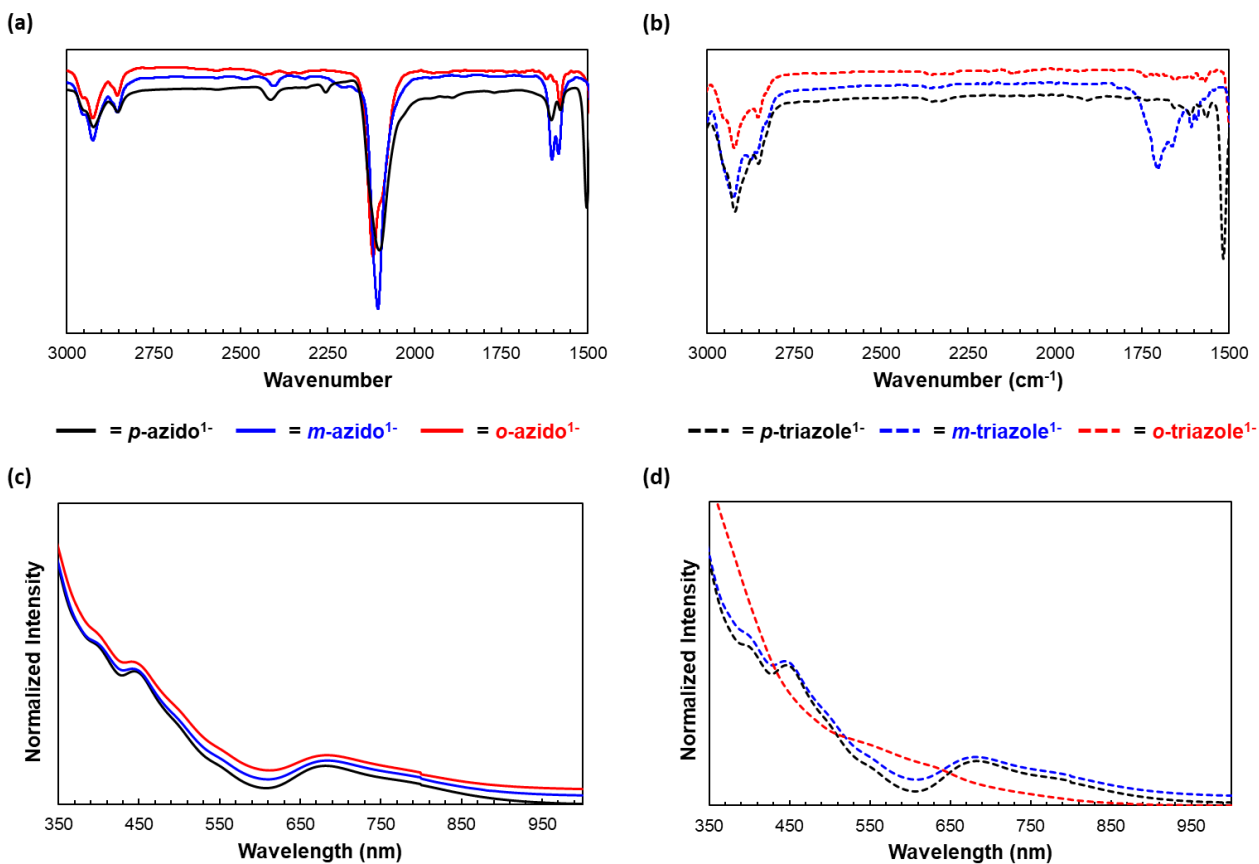 (a)
(b)
3000 2750 2500 2250 2000 1750 1500
Wavenumber
3000 2750 2500 2250 2000 1750 1500
Wavenumber (cm⁻¹)
= p-azido¹⁻ = m-azido¹⁻ = o-azido¹⁻
= p-triazole¹⁻ = m-triazole¹⁻ = o-triazole¹⁻
(c)
(d)
Normalized Intensity
350 450 550 650 750 850 950
Wavelength (nm)
Normalized Intensity
350 450 550 650 750 850 950
Wavelength (nm)